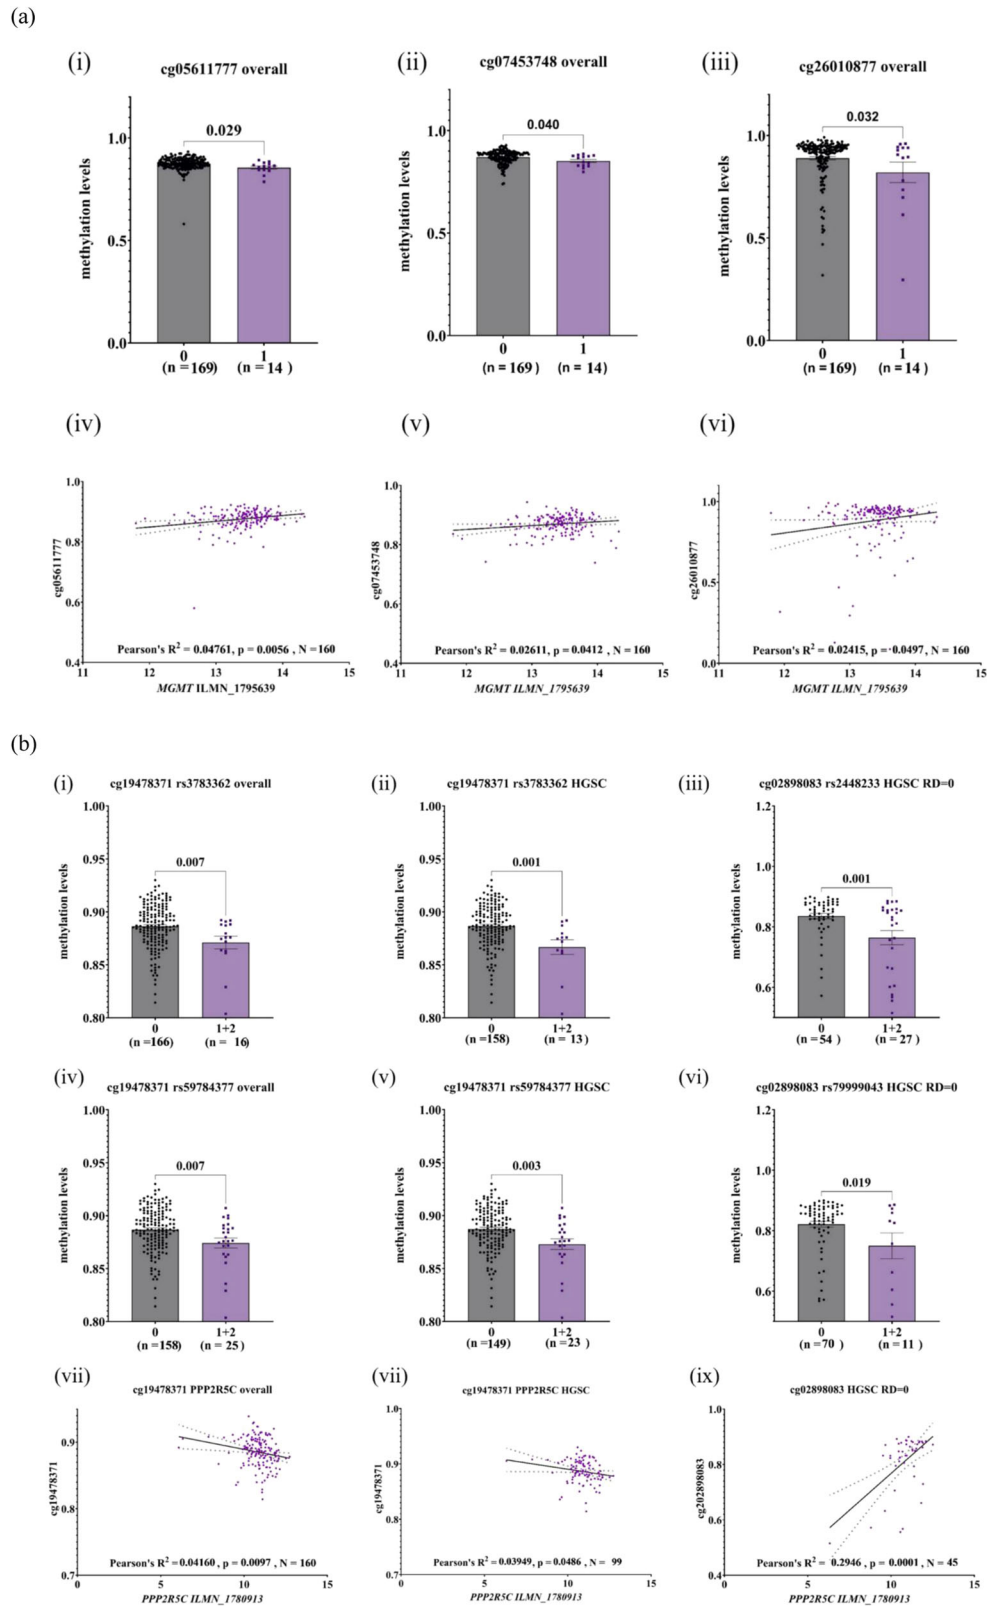 (a)
(i)
cg05611777 overall
0.029
1.0
0.5
0.0
methylation levels
0
1
(n =169)
(n =14 )
(ii)
cg07453748 overall
0.040
1.0
0.5
0.0
methylation levels
0
1
(n =169 )
(n = 14)
(iii)
cg26010877 overall
0.032
1.0
0.5
0.0
methylation levels
0
1
(n =169)
(n = 14 )
(iv)
1.0
0.8
0.6
0.4
cg05611777
Pearson's R2 = 0.04761, p = 0.0056 , N =160
11 12 13 14 15
MGMT ILMN_1795639
(v)
1.0
0.8
0.6
0.4
cg07453748
Pearson's R2 = 0.02611, p = 0.0412 , N = 160
11 12 13 14 15
MGMT ILMN_1795639
(vi)
1.0
0.5
0.0
cg26010877
Pearson's R2 = 0.02415, p = 0.0497 , N = 160
11 12 13 14 15
MGMT ILMN_1795639
(b)
(i)
cg19478371 rs3783362 overall
1.00
0.95
0.90
0.85
0.80
methylation levels
0.007
0
1+2
(n =166)
(n = 16)
(ii)
cg19478371 rs3783362 HGSC
1.00
0.95
0.90
0.85
0.80
methylation levels
0.001
0
1+2
(n =158)
(n = 13 )
(iii)
cg02898083 rs2448233 HGSC RD=0
1.2
1.0
0.8
0.6
methylation levels
0.001
0
1+2
(n = 54 )
(n = 27 )
(iv)
cg19478371 rs59784377 overall
1.00
0.95
0.90
0.85
0.80
methylation levels
0.007
0
1+2
(n =158)
(n = 25 )
(v)
cg19478371 rs59784377 HGSC
1.00
0.95
0.90
0.85
0.80
methylation levels
0.003
0
1+2
(n =149)
(n = 23 )
(vi)
cg02898083 rs79999043 HGSC RD=0
1.2
1.0
0.8
0.6
methylation levels
0.019
0
1+2
(n =70 )
(n = 11 )
(vii)
cg19478371 PPP2R5C overall
0.9
0.8
0.7
cg19478371
Pearson's R2 = 0.04160 , p = 0.0097 , N = 160
0 5 10 15
PPP2R5C ILMN_1780913
(vii)
cg19478371 PPP2R5C HGSC
1.0
0.9
0.8
0.7
cg19478371
Pearson's R2 = 0.03949, p = 0.0486 , N = 99
0 5 10 15
PPP2R5C ILMN_1780913
(ix)
cg02898083 HGSC RD=0
1.0
0.8
0.6
0.4
cg202898083
Pearson's R2 = 0.2946 , p = 0.0001 , N = 45
0 5 10 15
PPP2R5C ILMN_1780913